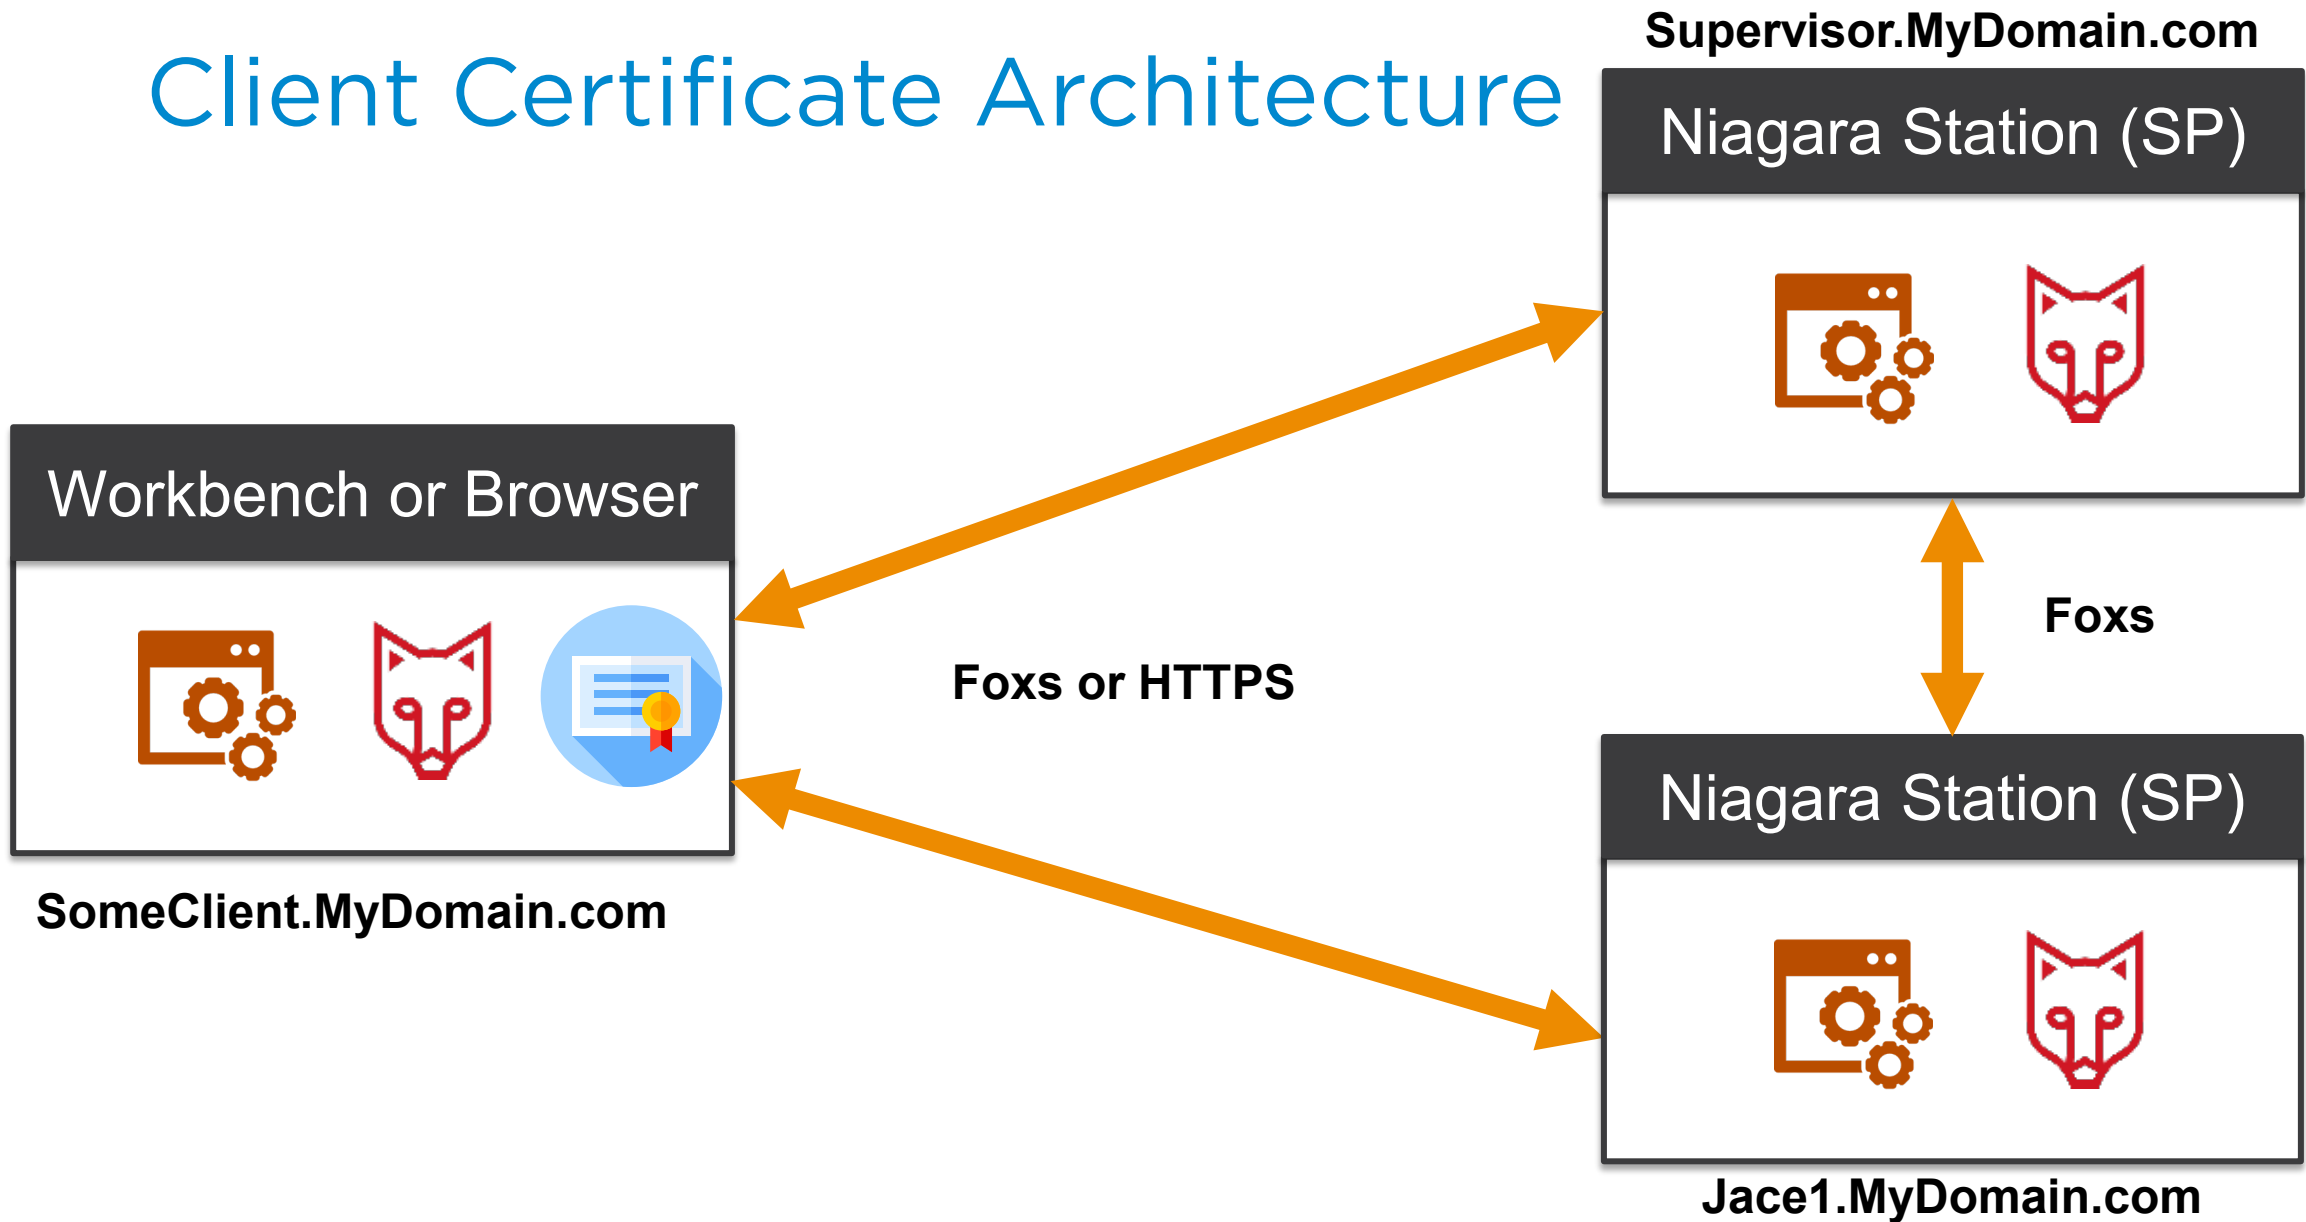 Supervisor.MyDomain.com
Client Certificate Architecture
Niagara Station (SP)
Workbench or Browser
Foxs
Foxs or HTTPS
Niagara Station (SP)
SomeClient.MyDomain.com
Jace1.MyDomain.com